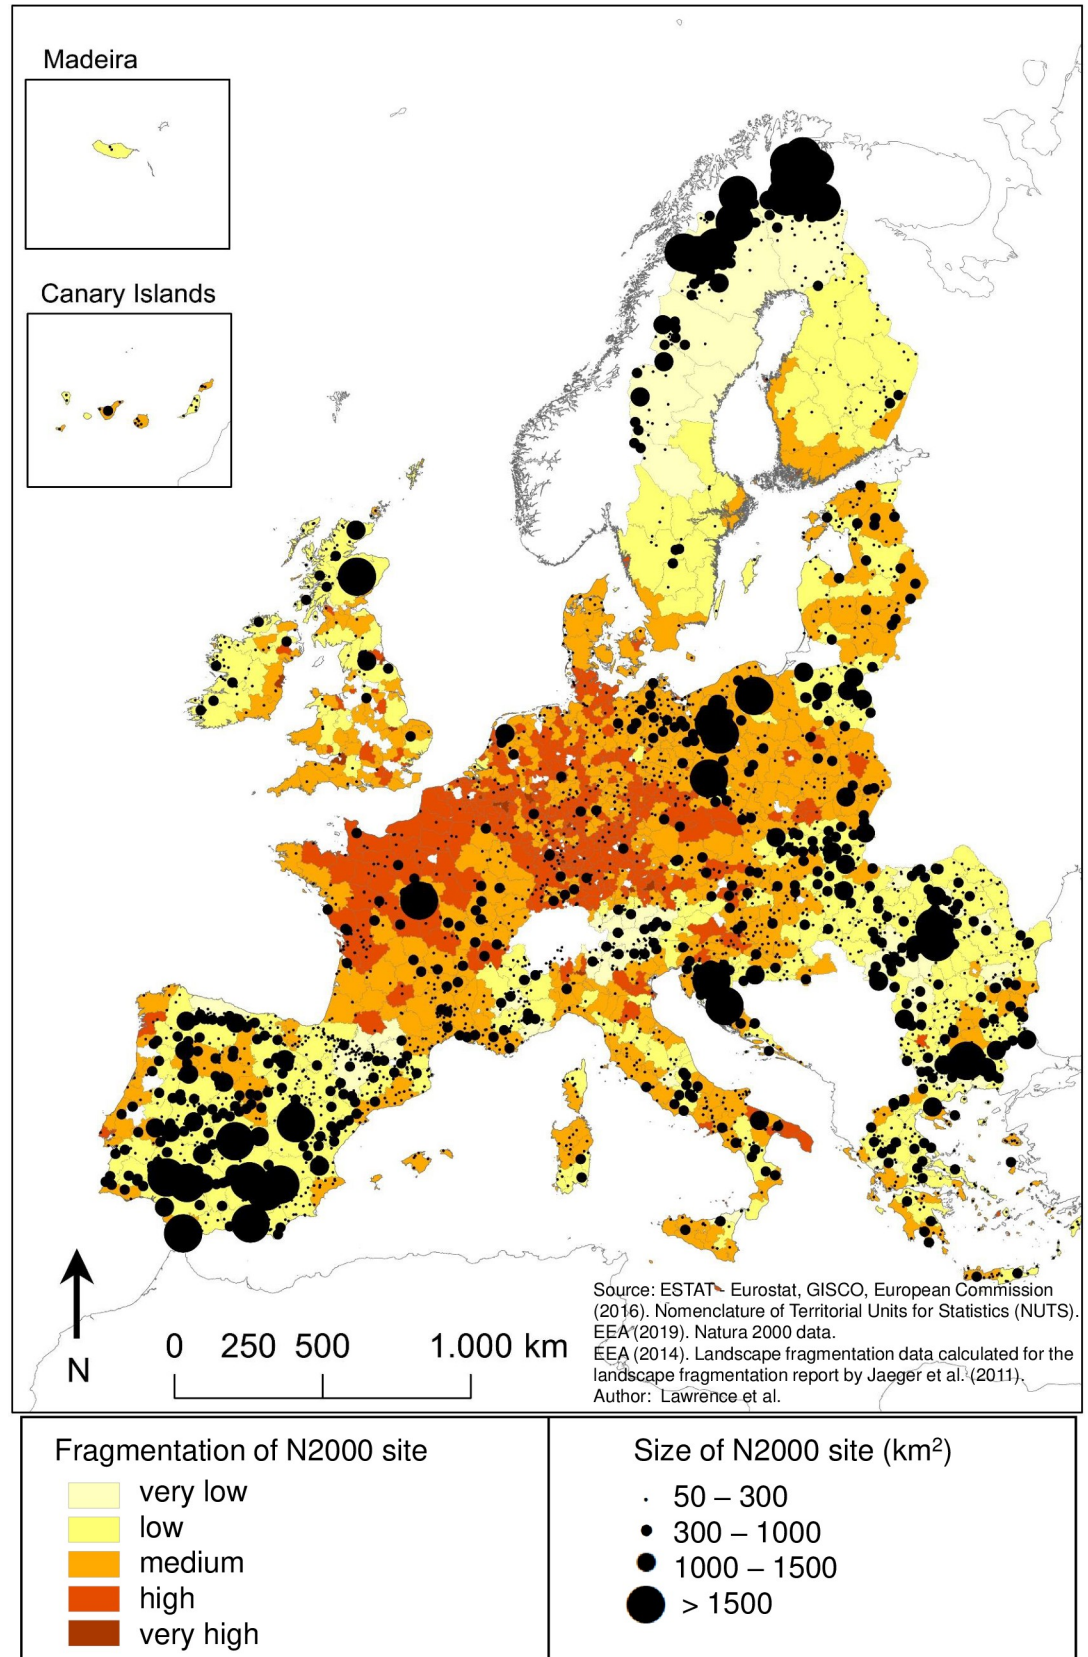 Madeira
Canary Islands
N
0 250 500 1.000 km
Source: ESTAT - Eurostat, GISCO, European Commission
(2016). Nomenclature of Territorial Units for Statistics (NUTS).
EEA (2019). Natura 2000 data.
EEA (2014). Landscape fragmentation data calculated for the
landscape fragmentation report by Jaeger et al. (2011).
Author: Lawrence et al.
Fragmentation of N2000 site
very low
low
medium
high
very high
Size of N2000 site (km²)
50 – 300
300 – 1000
1000 – 1500
> 1500